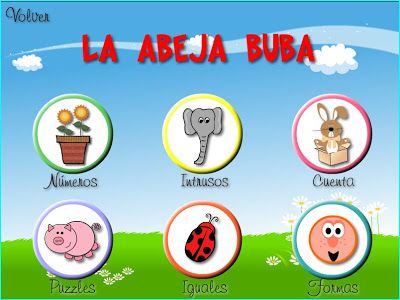 Volver
LA ABEJA BUBA
Números
Intrusos
Cuenta
Puzzles
Iguales
Formas